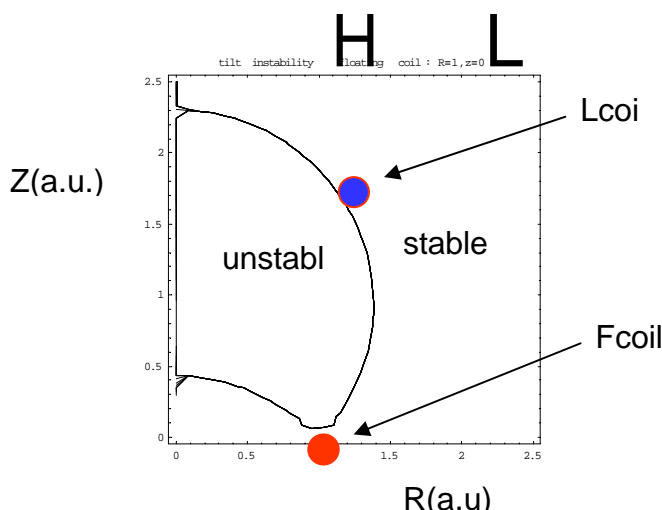 H L
tilt instability floating coil : R=1,z=0
2.5
Lcoi
2
Z(a.u.)
1.5
unstabl stable
1
Fcoil
0.5
0
0 0.5 1.0 1.5 2 2.5
R(a.u)